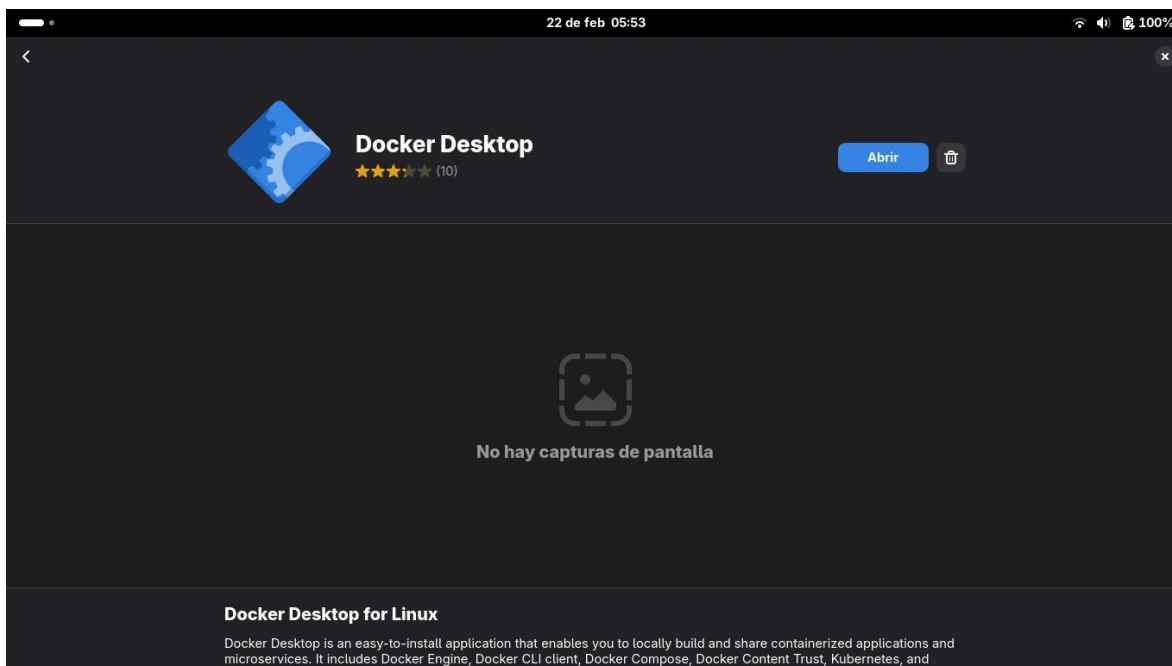 22 de feb 05:53
100%
Docker Desktop
(10)
Abrir
No hay capturas de pantalla
Docker Desktop for Linux
Docker Desktop is an easy-to-install application that enables you to locally build and share containerized applications and
microservices. It includes Docker Engine, Docker CLI client, Docker Compose, Docker Content Trust, Kubernetes, and